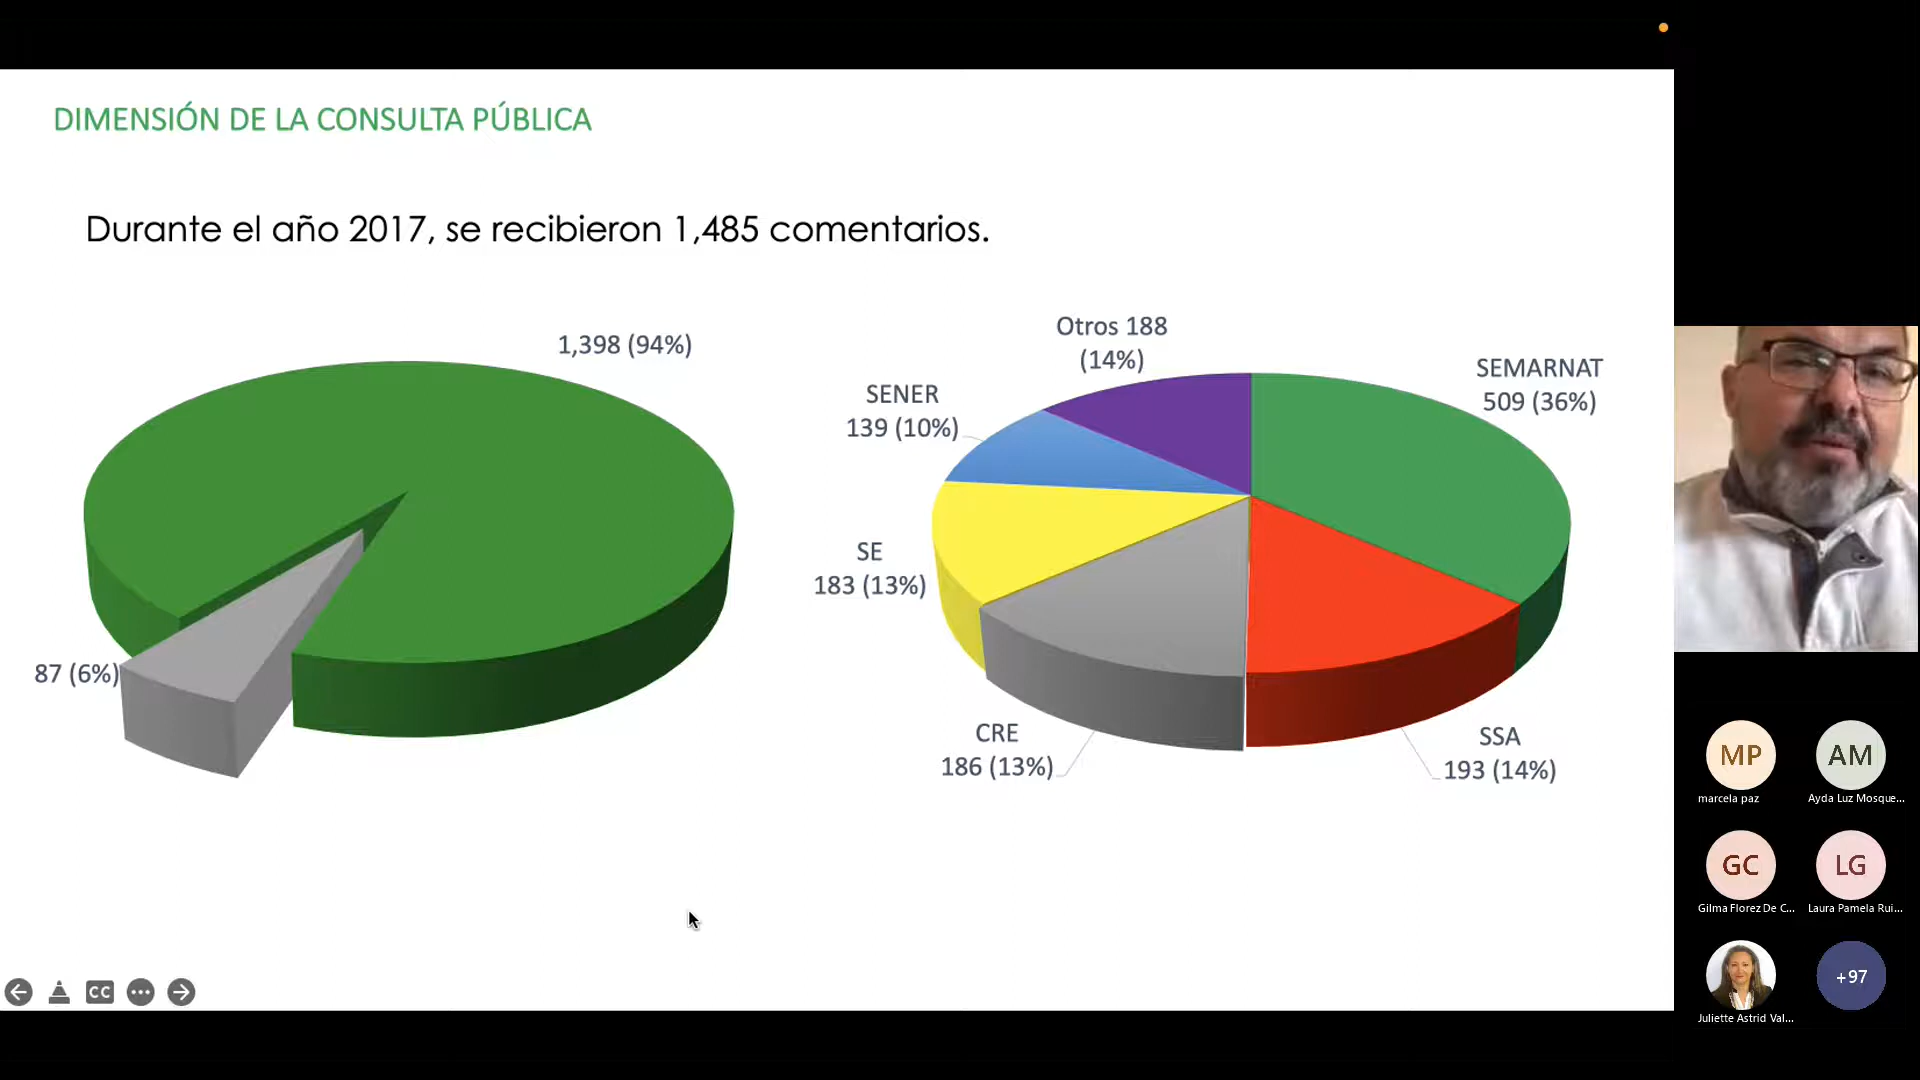 DIMENSIÓN DE LA CONSULTA PÚBLICA
Durante el año 2017, se recibieron 1,485 comentarios.
1,398 (94%)
87 (6%)
Otros 188
(14%)
SEMARNAT
509 (36%)
SENER
139 (10%)
SE
183 (13%)
CRE
186 (13%)
SSA
193 (14%)
CC
MP
marcela paz
AM
Ayda Luz Mosque...
GC
Gilma Florez De C...
LG
Laura Pamela Rui...
Juliette Astrid Val...
+97